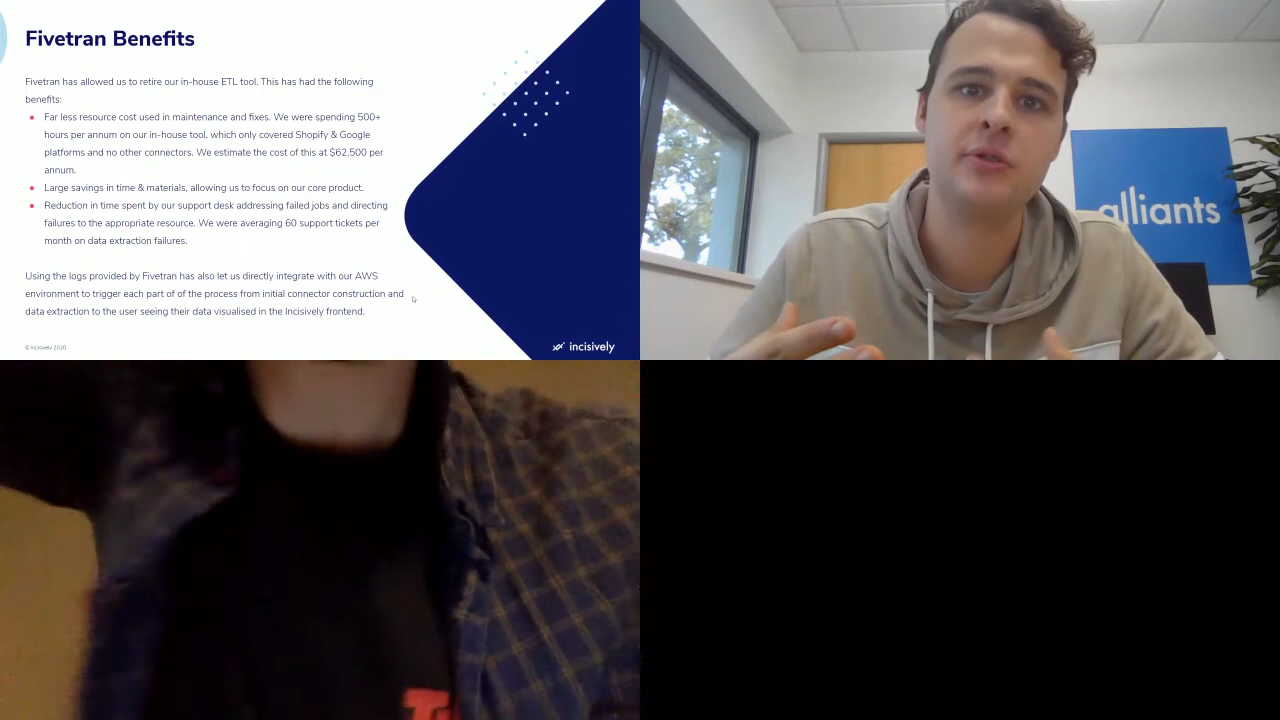 Fivetran Benefits
Fivetran has allowed us to retire our in-house ETL tool. This has had the following
benefits:
Far less resource cost used in maintenance and fixes. We were spending 500+
hours per annum on our in-house tool, which only covered Shopify & Google
platforms and no other connectors. We estimate the cost of this at $62,500 per
annum.
Large savings in time & materials, allowing us to focus on our core product.
Reduction in time spent by our support desk addressing failed jobs and directing
failures to the appropriate resource. We were averaging 60 support tickets per
month on data extraction failures.
Using the logs provided by Fivetran has also let us directly integrate with our AWS
environment to trigger each part of of the process from initial connector construction and
data extraction to the user seeing their data visualised in the Incisively frontend.
© Incisively 2020
incisively
alliants